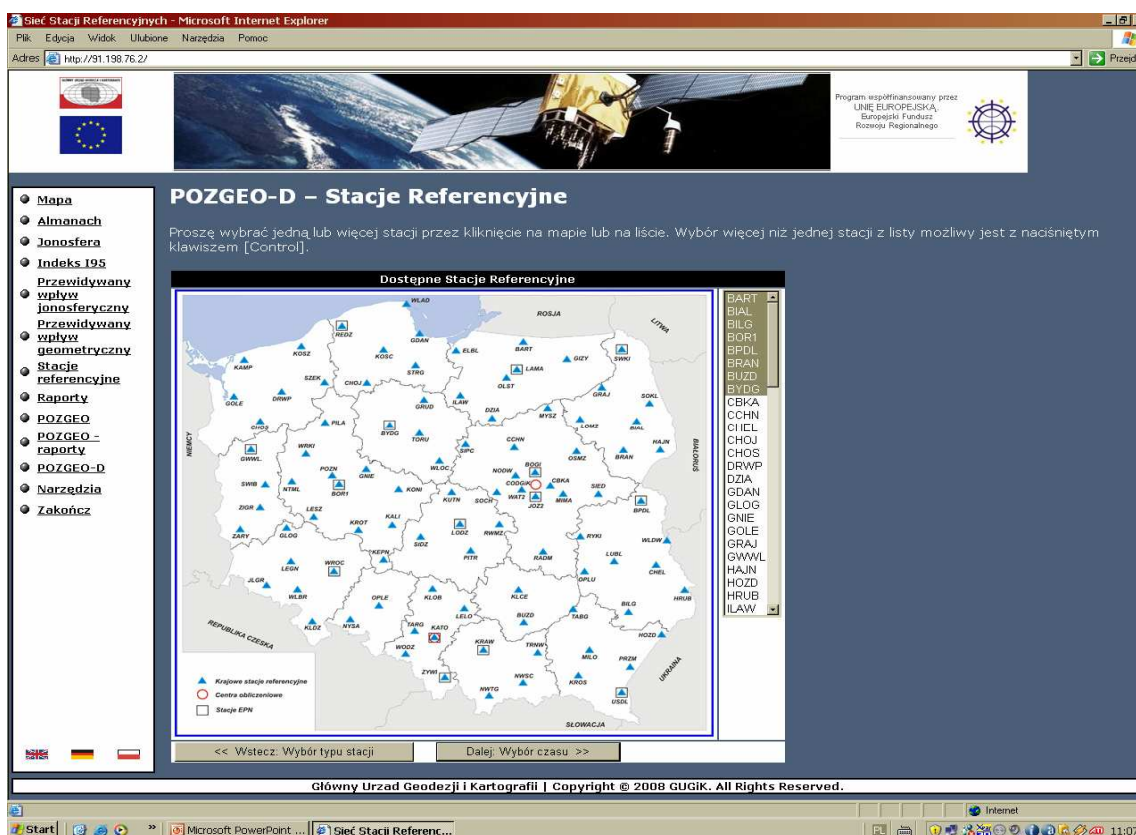 Sieć Stacji Referencyjnych - Microsoft Internet Explorer
Plik Edycja Widok Ulubione Narzędzia Pomoc
Adres http://91.198.76.2/ Przejdź
GŁÓWNY URZĄD GEODEZJI I KARTOGRAFII
Program współfinansowany przez
UNIĘ EUROPEJSKĄ,
Europejski Fundusz
Rozwoju Regionalnego
Mapa
Almanach
Jonosfera
Indeks I95
Przewidywany
wpływ
jonosferyczny
Przewidywany
wpływ
geometryczny
Stacje
referencyjne
Raporty
POZGEO
POZGEO -
raporty
POZGEO-D
Narzędzia
Zakończ
POZGEO-D – Stacje Referencyjne
Proszę wybrać jedną lub więcej stacji przez kliknięcie na mapie lub na liście. Wybór więcej niż jednej stacji z listy możliwy jest z naciśniętym
klawiszem [Control].
Dostępne Stacje Referencyjne
WLAD
ROSJA
LITWA
REDZ
GDAN
KOSZ
KOSC
ELBL
BART
GIZY
SWKI
KAMP
STRG
LAMA
OLST
SZEK
CHOJ
GRAJ
SOKL
GOLE
DRWP
GRUD
ILAW
DZIA
MYSZ
CHOS
PILA
BYDG
TORU
SIPC
LOMZ
BIAL
NIEMCY
GWWL
WRKI
CCHN
OSMZ
BRAN
HAJN
BIAŁORUŚ
WLOC
POZN
GNIE
NODW
BOGI
SWIB
NTML
BOR1
KONI
KUTN
SOCH
CODGIK
CBKA
WAT2
MIMA
SIED
JOZ2
BPDL
ZIGR
LESZ
KROT
KALI
ZARY
GLOG
SIDZ
LODZ
RWMZ
RYKI
WLDW
KEPN
PITR
RADM
LUBL
LEGN
WROC
OPLU
CHEL
JLGR
WLBR
OPLE
KLOB
KLCE
HRUB
LELO
BUZD
TABG
BILG
REPUBLIKA CZESKA
KLDZ
NYSA
TARG
KATO
HOZD
WODZ
KRAW
TRNW
MILO
PRZM
ZYWI
NWSC
KROS
UKRAINA
NWTG
USDL
SŁOWACJA
Krajowe stacje referencyjne
Centra obliczeniowe
Stacje EPN
BART
BIAL
BILG
BOR1
BPDL
BRAN
BUZD
BYDG
CBKA
CCHN
CHEL
CHOJ
CHOS
DRWP
DZIA
GDAN
GLOG
GNIE
GOLE
GRAJ
GWWL
HAJN
HOZD
HRUB
ILAW
<< Wstecz: Wybór typu stacji
Dalej: Wybór czasu >>
Główny Urzad Geodezji i Kartografii | Copyright © 2008 GUGiK. All Rights Reserved.
Internet
Start » Microsoft PowerPoint ... Sieć Stacji Referenc... PL